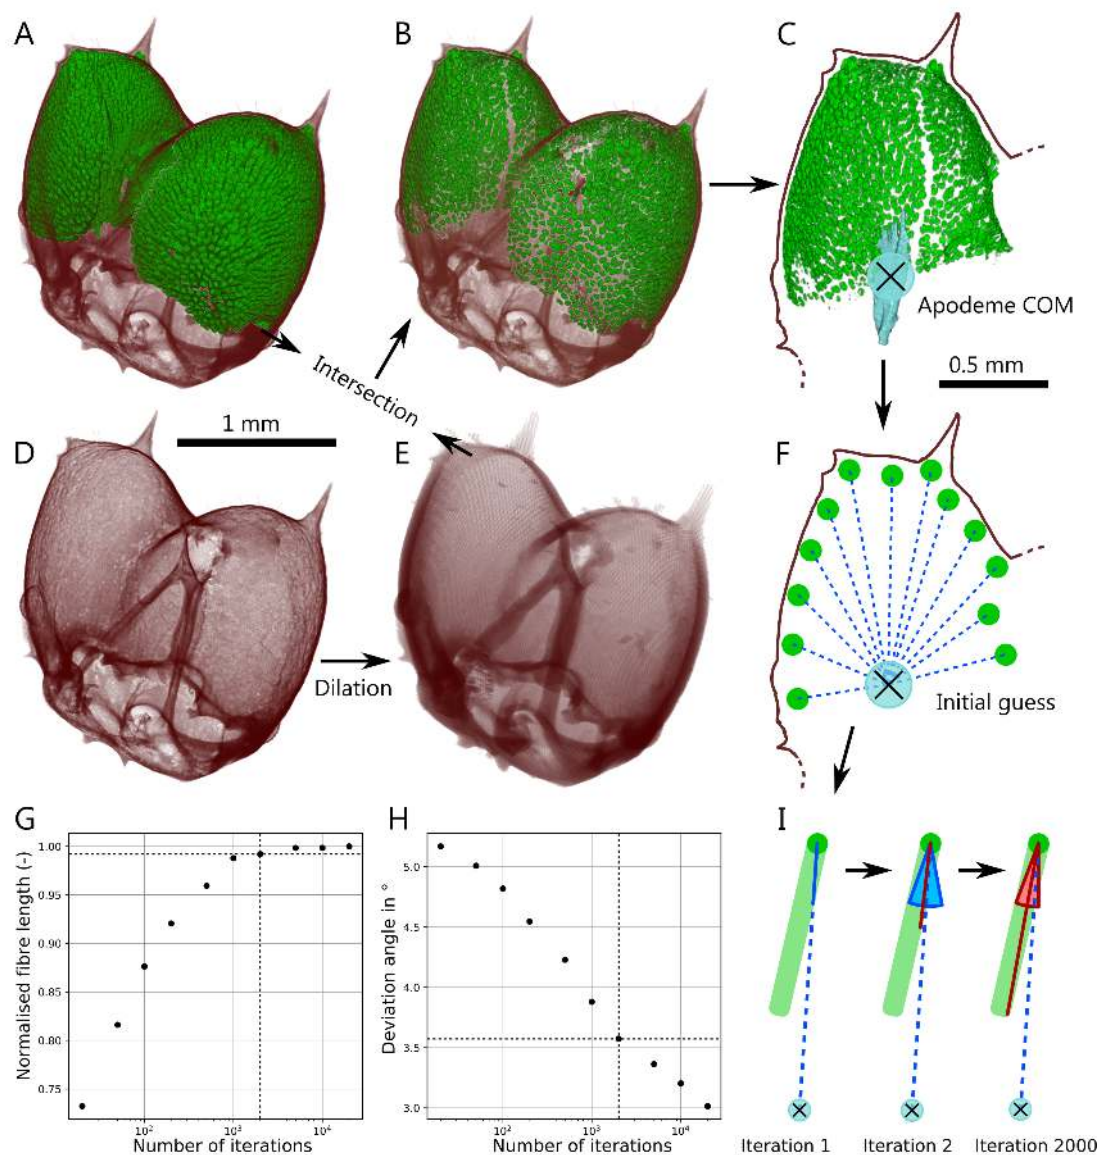 A
B
C
Apodeme COM
Intersection
0.5 mm
1 mm
D
E
F
Dilation
Initial guess
G
H
I
Normalised fibre length (-)
1.00
0.95
0.90
0.85
0.80
0.75
10²
10³
10⁴
Number of iterations
Deviation angle in °
5.0
4.5
4.0
3.5
3.0
10²
10³
10⁴
Number of iterations
Iteration 1
Iteration 2
Iteration 2000